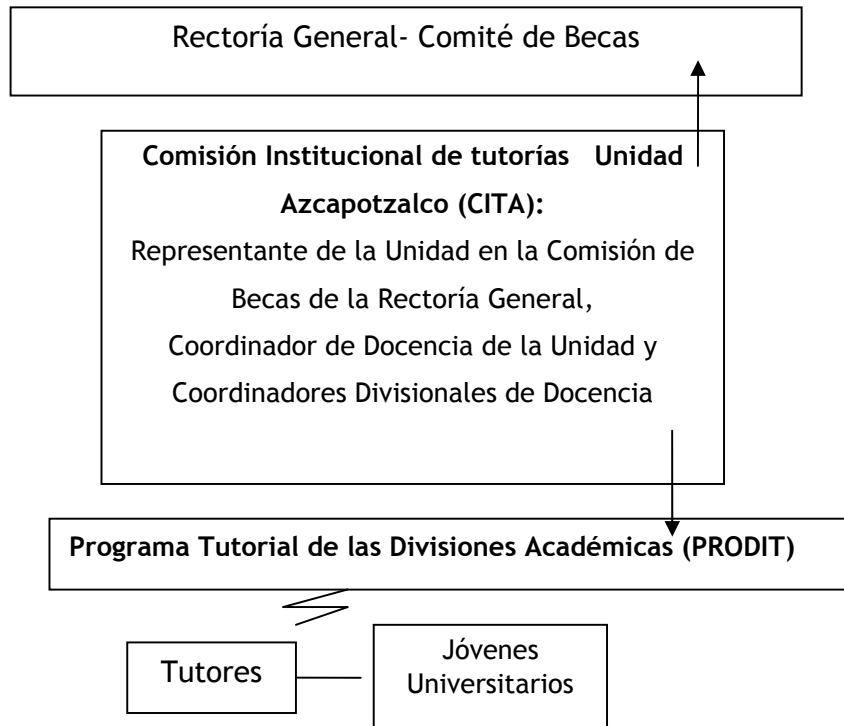 Rectoría General- Comité de Becas
Comisión Institucional de tutorías Unidad
Azcapotzalco (CITA):
Representante de la Unidad en la Comisión de
Becas de la Rectoría General,
Coordinador de Docencia de la Unidad y
Coordinadores Divisionales de Docencia
Programa Tutorial de las Divisiones Académicas (PRODIT)
Tutores
Jóvenes
Universitarios